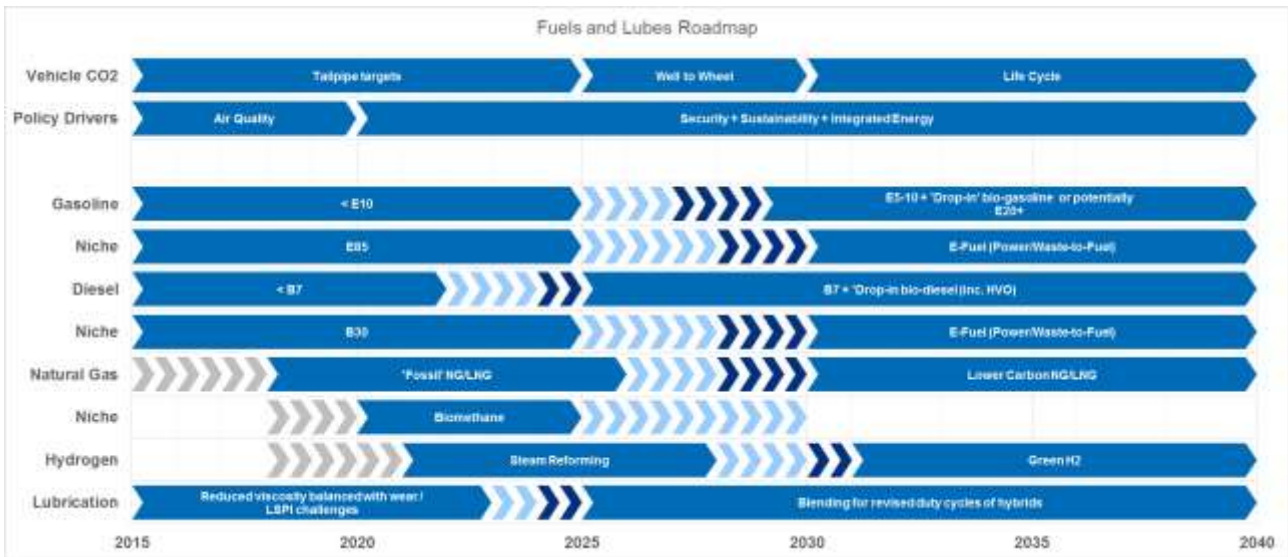 Fuels and Lubes Roadmap
Vehicle CO2
Tailpipe targets
Well to Wheel
Life Cycle
Policy Drivers
Air Quality
Security + Sustainability + Integrated Energy
Gasoline
< E10
E5-10 + 'Drop-in' bio-gasoline or potentially
E20+
Niche
E85
E-Fuel (Power/Waste-to-Fuel)
Diesel
< B7
B7 + 'Drop-in bio-diesel (inc. HVO)
Niche
B30
E-Fuel (Power/Waste-to-Fuel)
Natural Gas
'Fossil' NG/LNG
Lower Carbon NG/LNG
Niche
Biomethane
Hydrogen
Steam Reforming
Green H2
Lubrication
Reduced viscosity balanced with wear /
LSPI challenges
Blending for revised duty cycles of hybrids
2015
2020
2025
2030
2035
2040